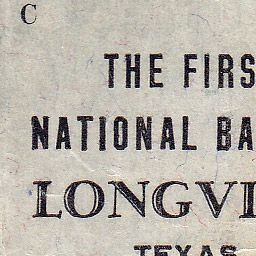 C
THE FIRS
NATIONAL BA
LONGVI
TEXAS